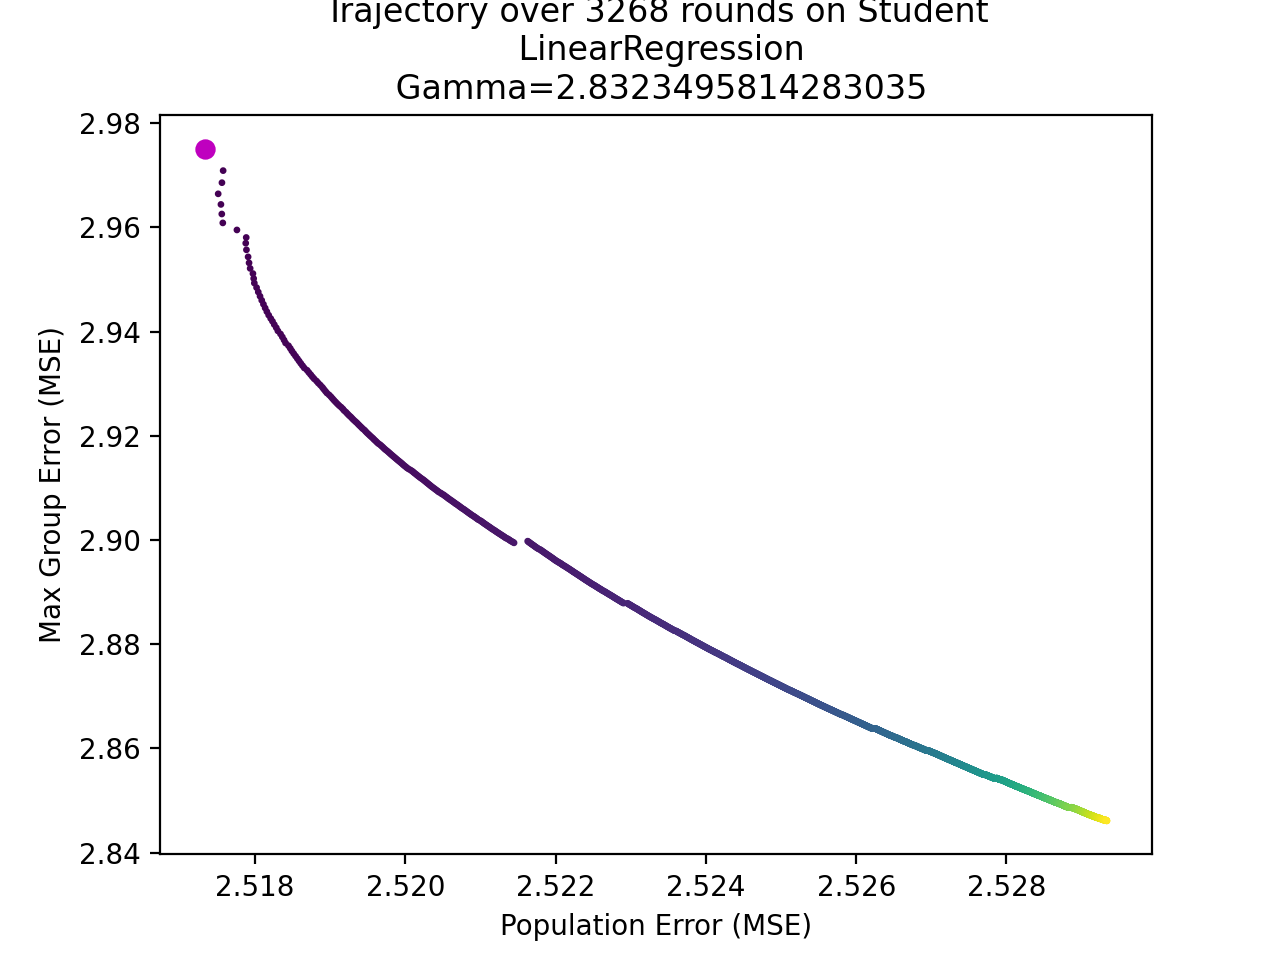 Trajectory over 3268 rounds on Student
LinearRegression
Gamma=2.8323495814283035
2.98
2.96
2.94
2.92
2.90
2.88
2.86
2.84
Max Group Error (MSE)
2.518
2.520
2.522
2.524
2.526
2.528
Population Error (MSE)